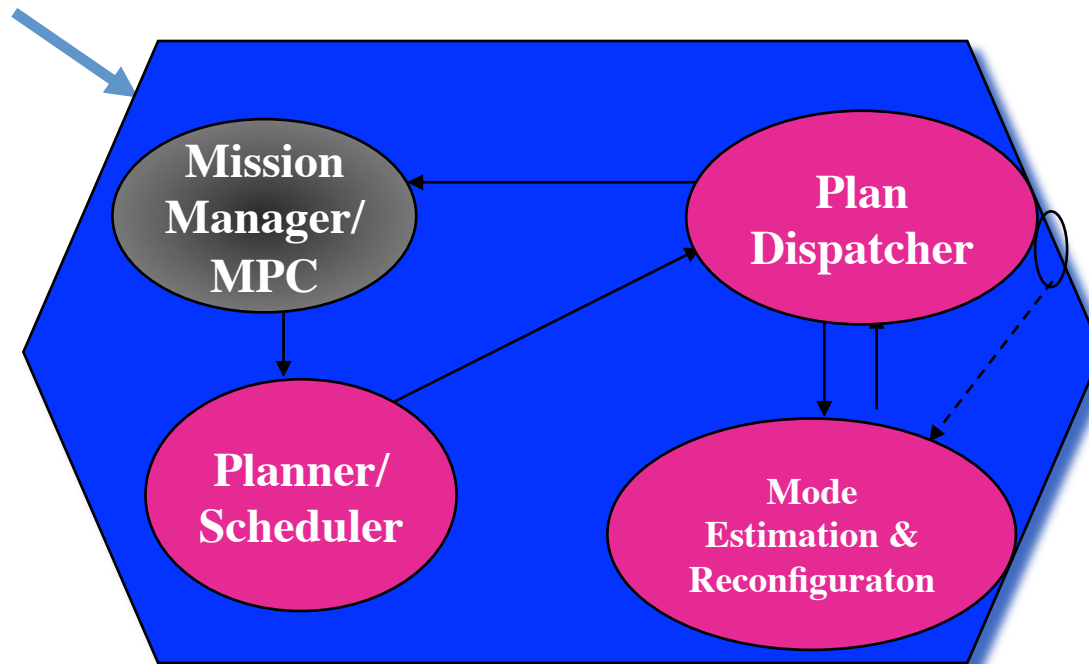 Mission
Manager/
MPC
Plan
Dispatcher
Planner/
Scheduler
Mode
Estimation &
Reconfiguraton